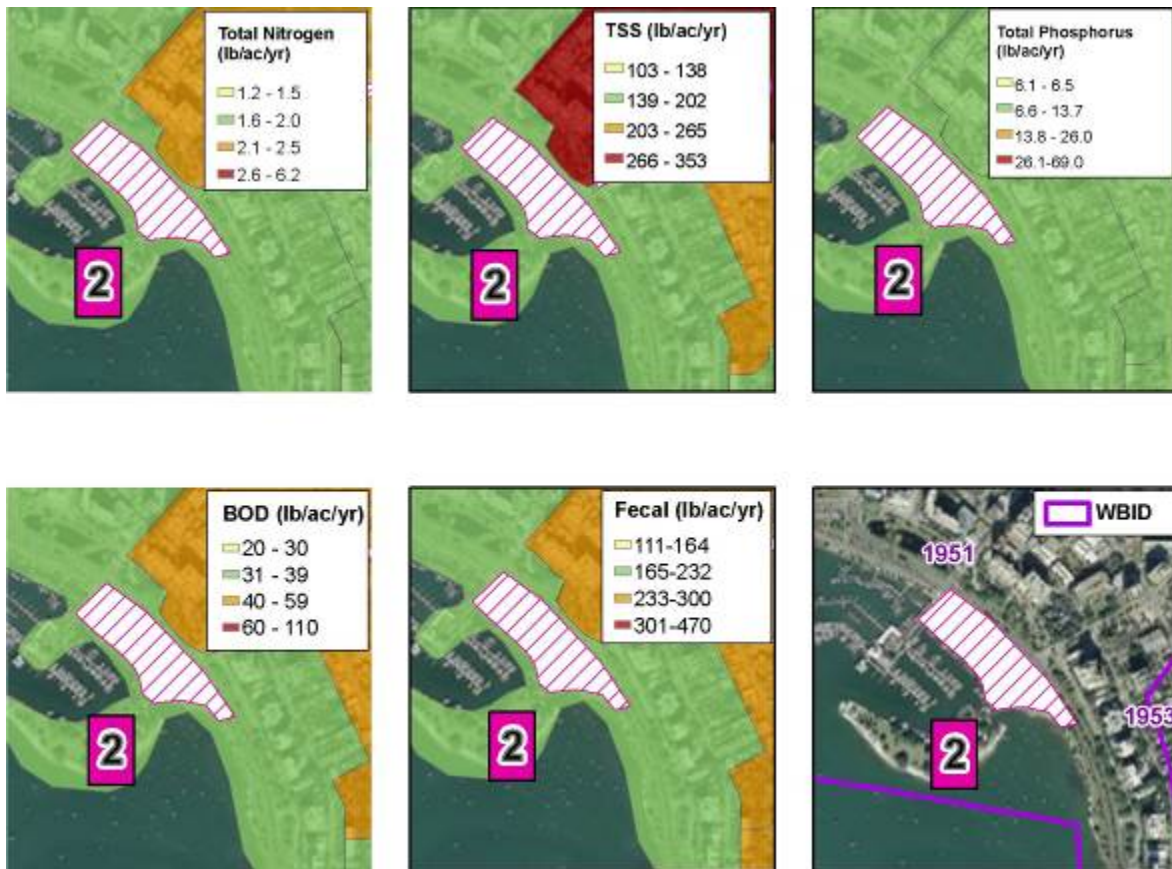 Total Nitrogen
(lb/ac/yr)
1.2 - 1.5
1.6 - 2.0
2.1 - 2.5
2.6 - 6.2
2
TSS (lb/ac/yr)
103 - 138
139 - 202
203 - 265
266 - 353
2
Total Phosphorus
(lb/ac/yr)
6.1 - 6.5
6.6 - 13.7
13.8 - 26.0
26.1-69.0
2
BOD (lb/ac/yr)
20 - 30
31 - 39
40 - 59
60 - 110
2
Fecal (lb/ac/yr)
111-164
165-232
233-300
301-470
2
WBID
1951
1953
2